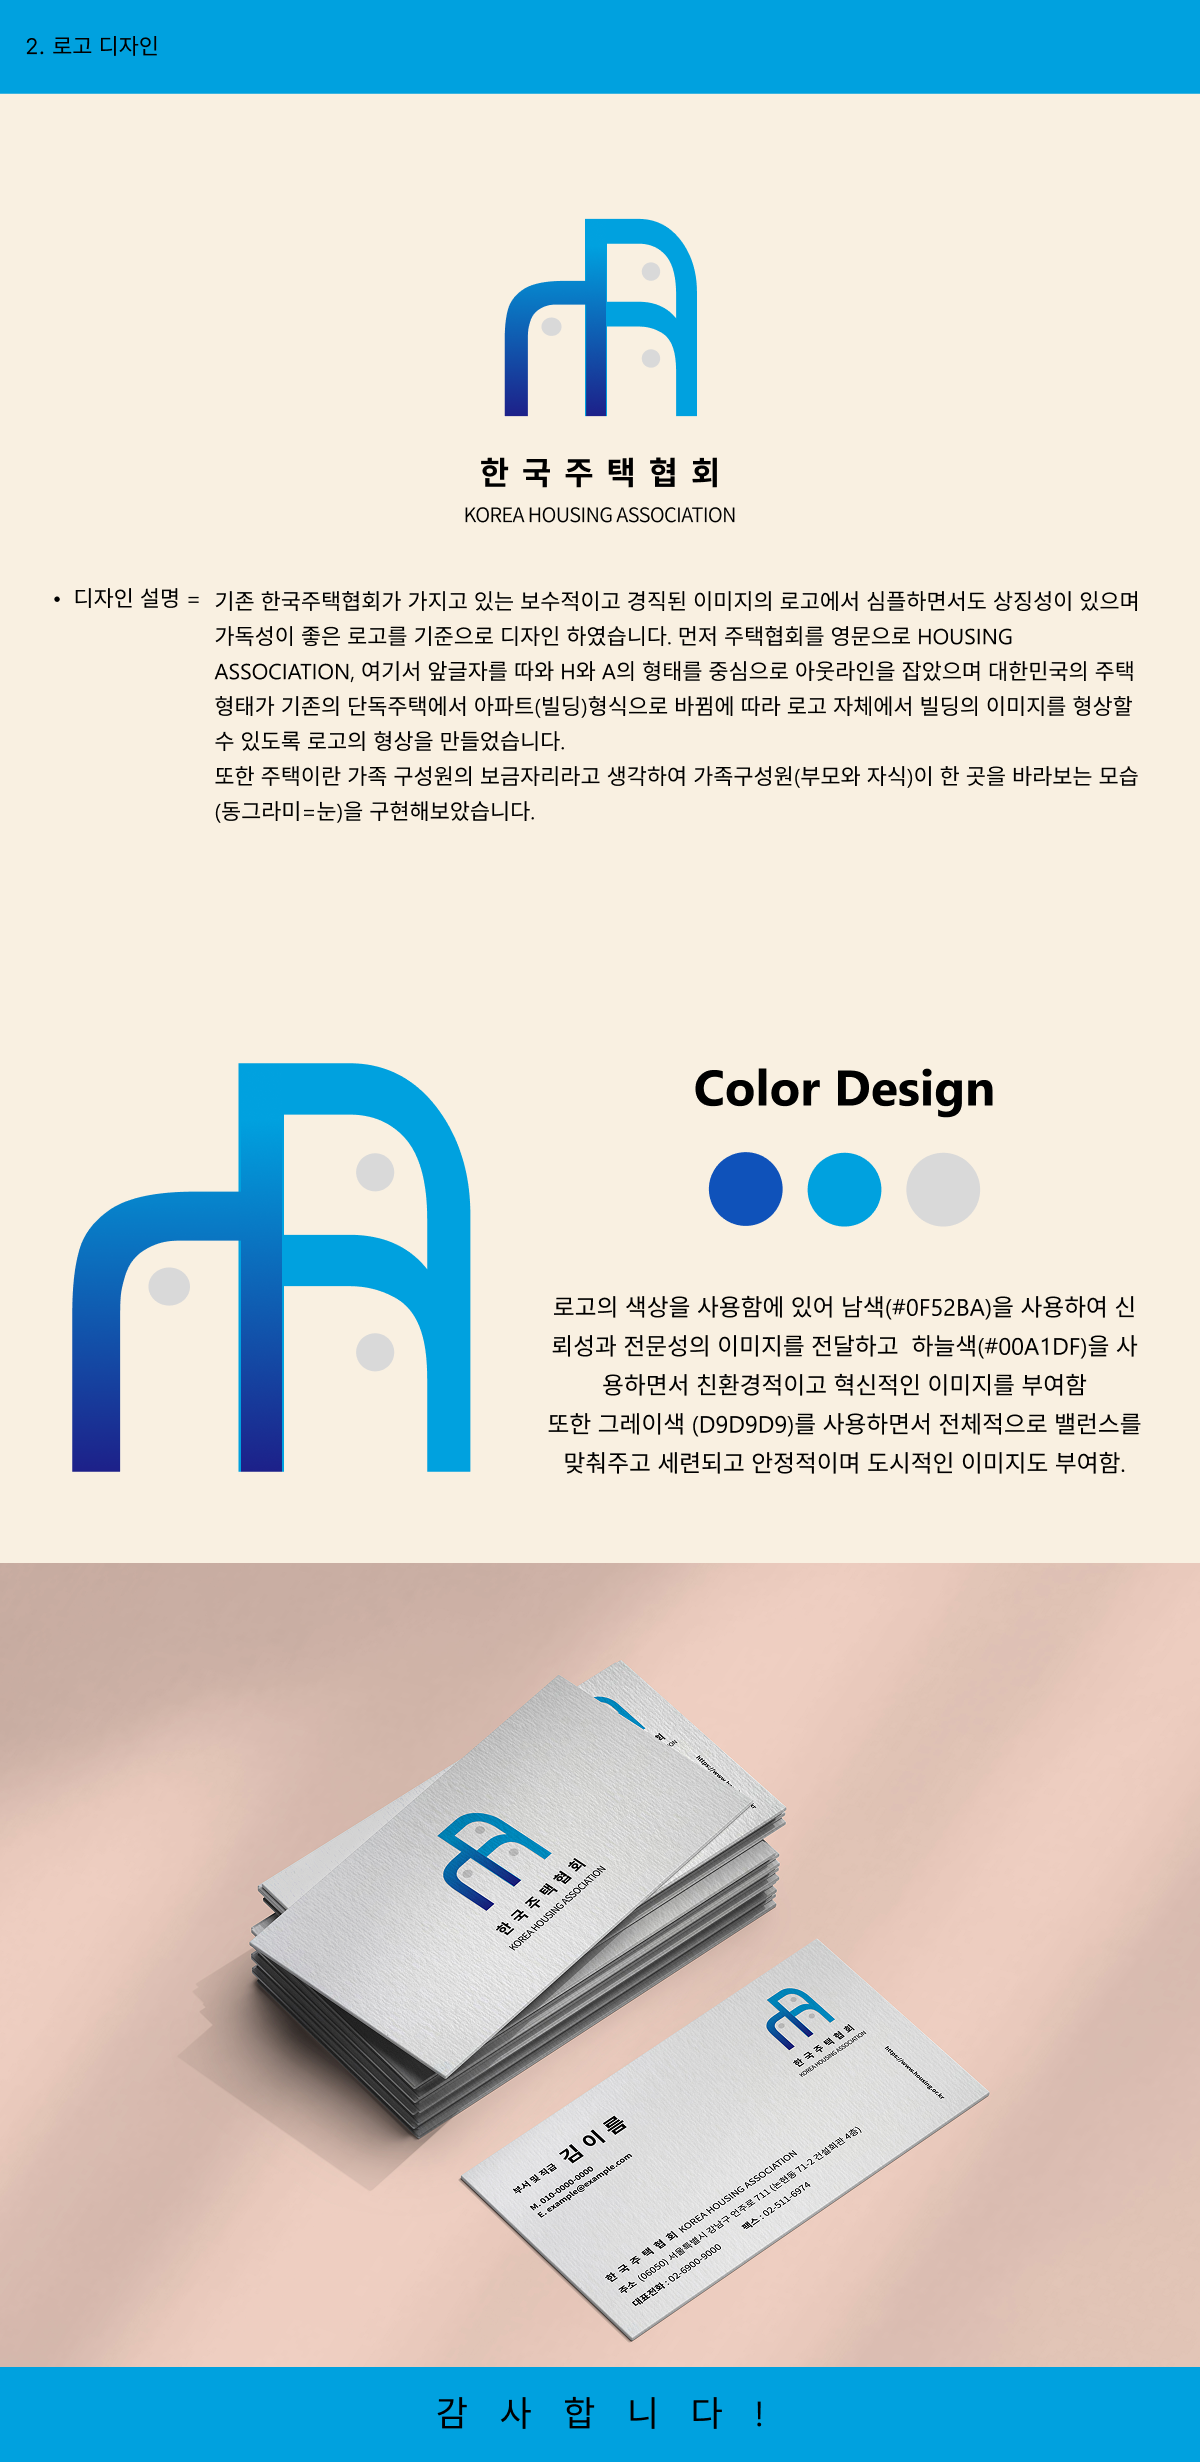 2. 로고 디자인
한국주택협회
KOREA HOUSING ASSOCIATION
• 디자인 설명 = 기존 한국주택협회가 가지고 있는 보수적이고 경직된 이미지의 로고에서 심플하면서도 상징성이 있으며
가독성이 좋은 로고를 기준으로 디자인 하였습니다. 먼저 주택협회를 영문으로 HOUSING
ASSOCIATION, 여기서 앞글자를 따와 H와 A의 형태를 중심으로 아웃라인을 잡았으며 대한민국의 주택
형태가 기존의 단독주택에서 아파트(빌딩)형식으로 바뀜에 따라 로고 자체에서 빌딩의 이미지를 형상할
수 있도록 로고의 형상을 만들었습니다.
또한 주택이란 가족 구성원의 보금자리라고 생각하여 가족구성원(부모와 자식)이 한 곳을 바라보는 모습
(동그라미=눈)을 구현해보았습니다.
Color Design
로고의 색상을 사용함에 있어 남색(#0F52BA)을 사용하여 신
뢰성과 전문성의 이미지를 전달하고 하늘색(#00A1DF)을 사
용하면서 친환경적이고 혁신적인 이미지를 부여함
또한 그레이색 (D9D9D9)를 사용하면서 전체적으로 밸런스를
맞춰주고 세련되고 안정적이며 도시적인 이미지도 부여함.
회
ON
https://www.h
한국주택협회
KOREA HOUSING ASSOCIATION
한국주택협회
KOREA HOUSING ASSOCIATION
https://www.housing.or.kr
부서 및 직급 김이름
M. 010-0000-0000
E. example@example.com
한국주택협회 KOREA HOUSING ASSOCIATION
주소 (06050) 서울특별시 강남구 언주로 711 (논현동 71-2 건설회관 4층)
대표전화 : 02-6900-9000 팩스 : 02-511-6974
감 사 합 니 다 !